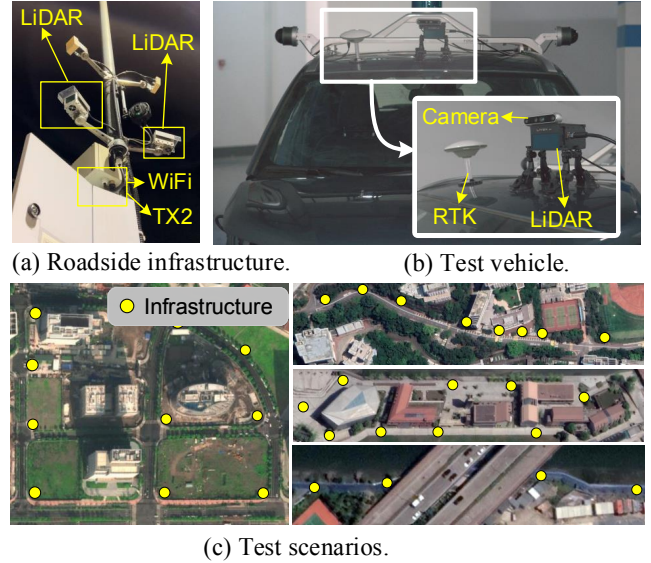 LiDAR
LiDAR
WiFi
TX2
Camera
RTK
LiDAR
(a) Roadside infrastructure.
(b) Test vehicle.
Infrastructure
(c) Test scenarios.